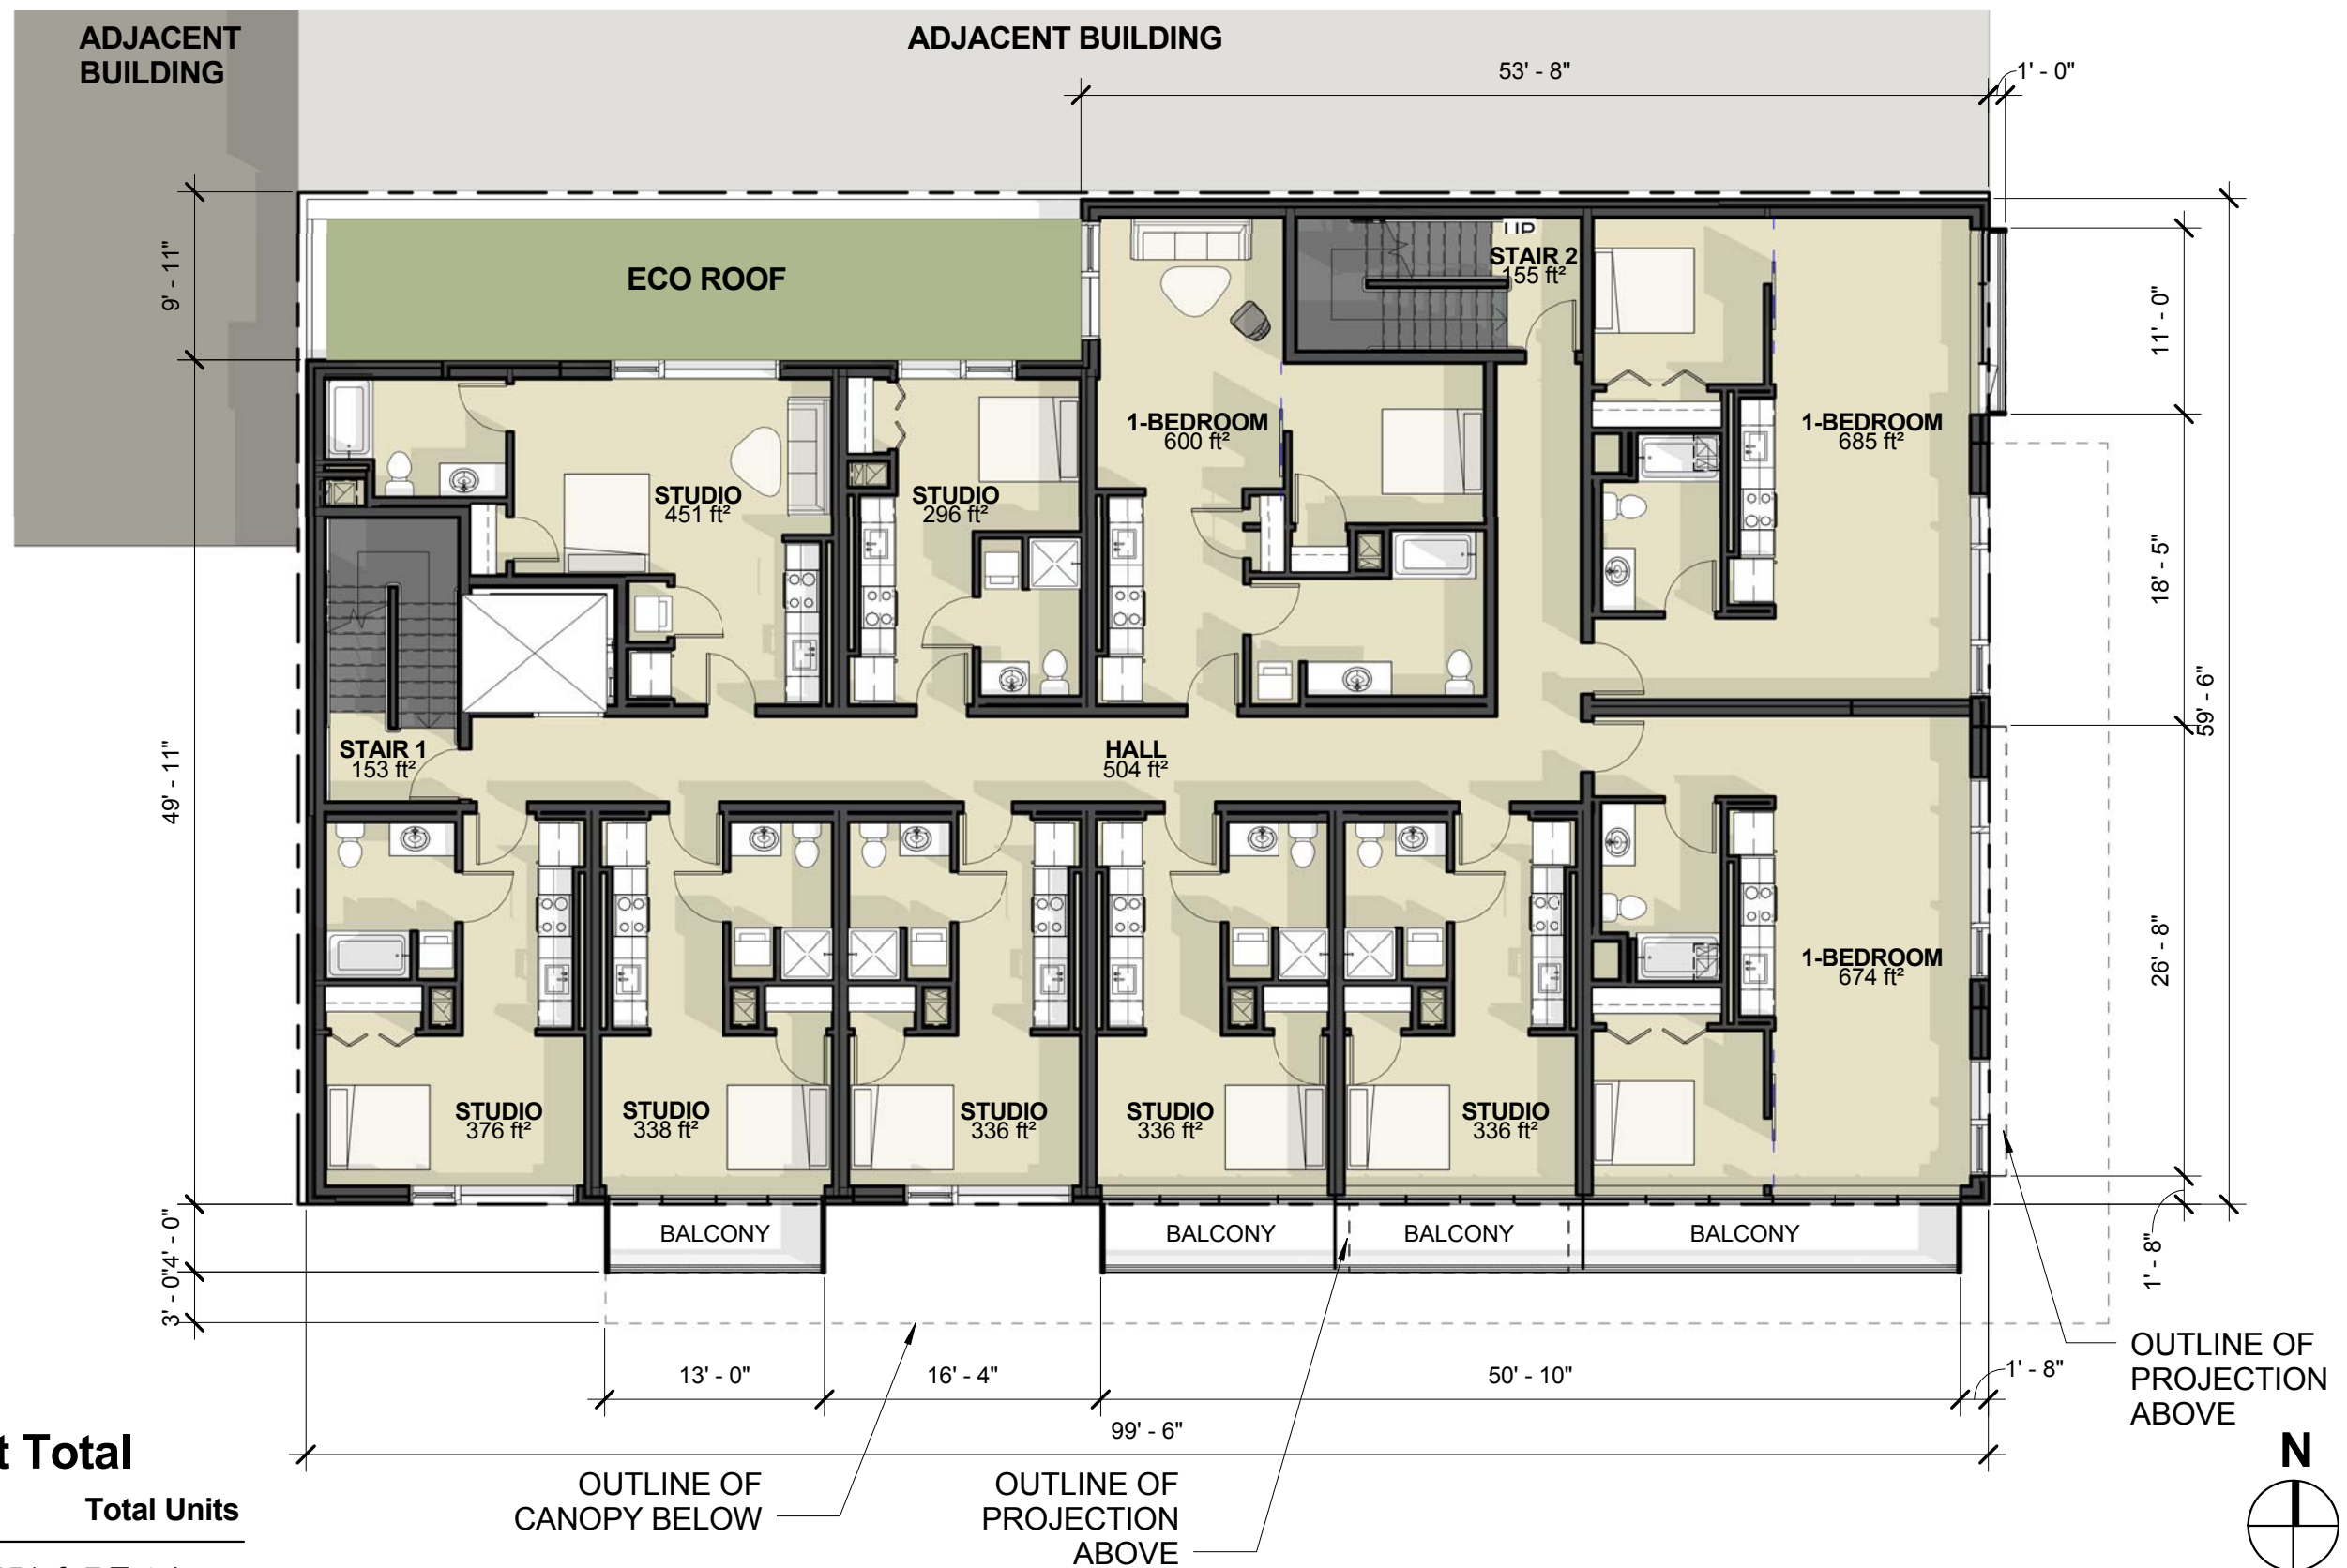 ADJACENT
BUILDING
ADJACENT BUILDING
53' - 8"
1' - 0"
9' - 11"
ECO ROOF
UP
STAIR 2
155 ft²
11' - 0"
1-BEDROOM
600 ft²
1-BEDROOM
685 ft²
STUDIO
451 ft²
STUDIO
296 ft²
18' - 5"
59' - 6"
49' - 11"
STAIR 1
153 ft²
HALL
504 ft²
1-BEDROOM
674 ft²
26' - 8"
STUDIO
376 ft²
STUDIO
338 ft²
STUDIO
336 ft²
STUDIO
336 ft²
STUDIO
336 ft²
4' - 0"
3' - 0"
BALCONY
BALCONY
BALCONY
BALCONY
1' - 8"
13' - 0"
16' - 4"
50' - 10"
1' - 8"
OUTLINE OF
PROJECTION
ABOVE
99' - 6"
t Total
Total Units
OUTLINE OF
CANOPY BELOW
OUTLINE OF
PROJECTION
ABOVE
N